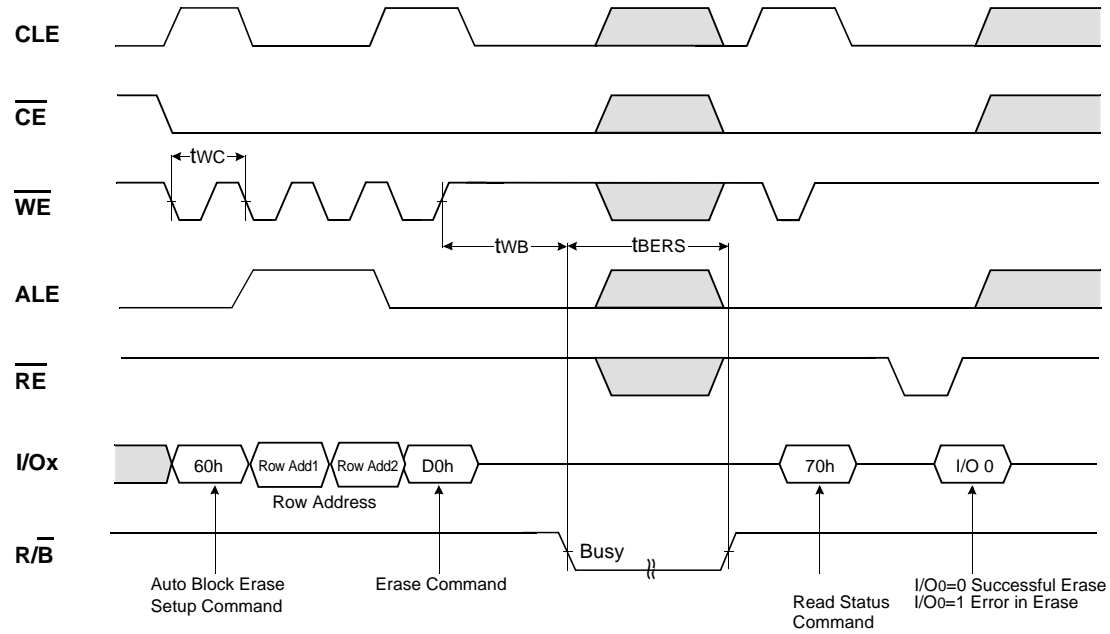 CLE
CE
tWC
WE
tWB
tBERS
ALE
RE
I/Ox
60h
Row Add1
Row Add2
D0h
70h
I/O 0
Row Address
R/B
Busy
Auto Block Erase
Setup Command
Erase Command
Read Status
Command
I/O0=0 Successful Erase
I/O0=1 Error in Erase